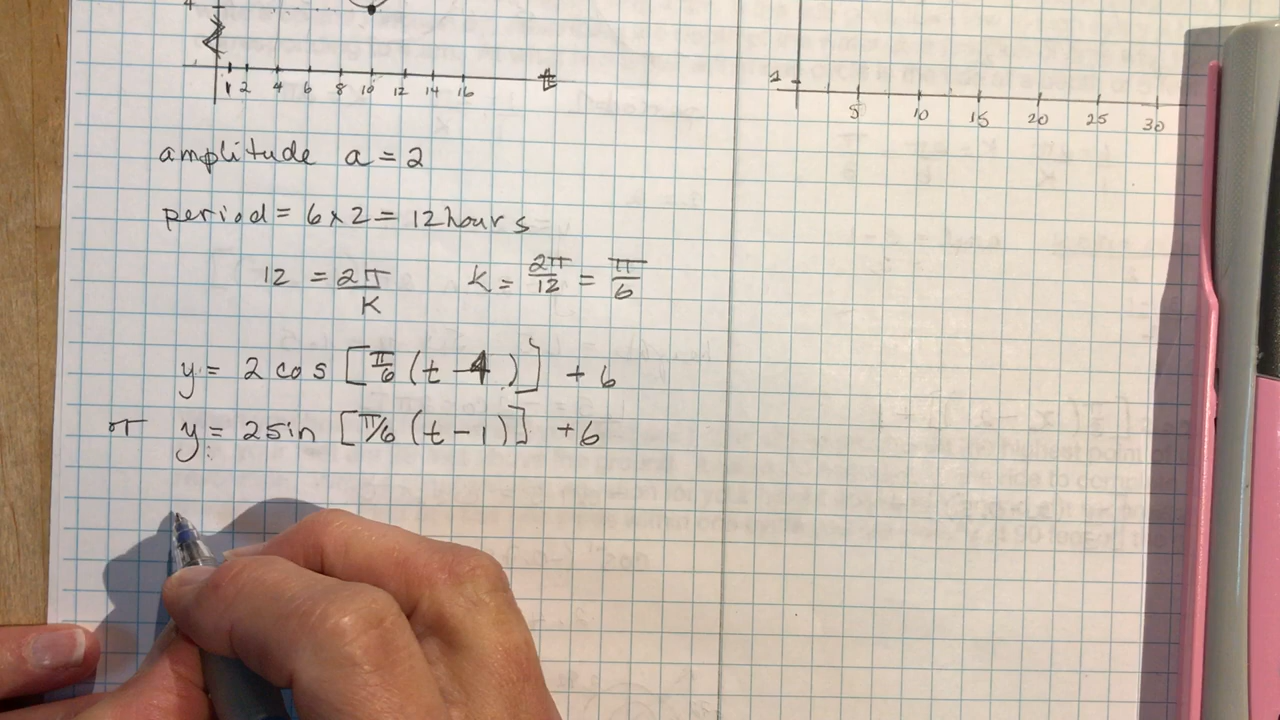 4
1 2 4 6 8 10 12 14 16 t
1
5 10 15 20 25 30
amplitude a = 2
period = 6 x 2 = 12 hours
12 = 2π/K K = 2π/12 = π/6
y = 2 cos [π/6 (t - 4)] + 6
or y = 2 sin [π/6 (t - 1)] + 6